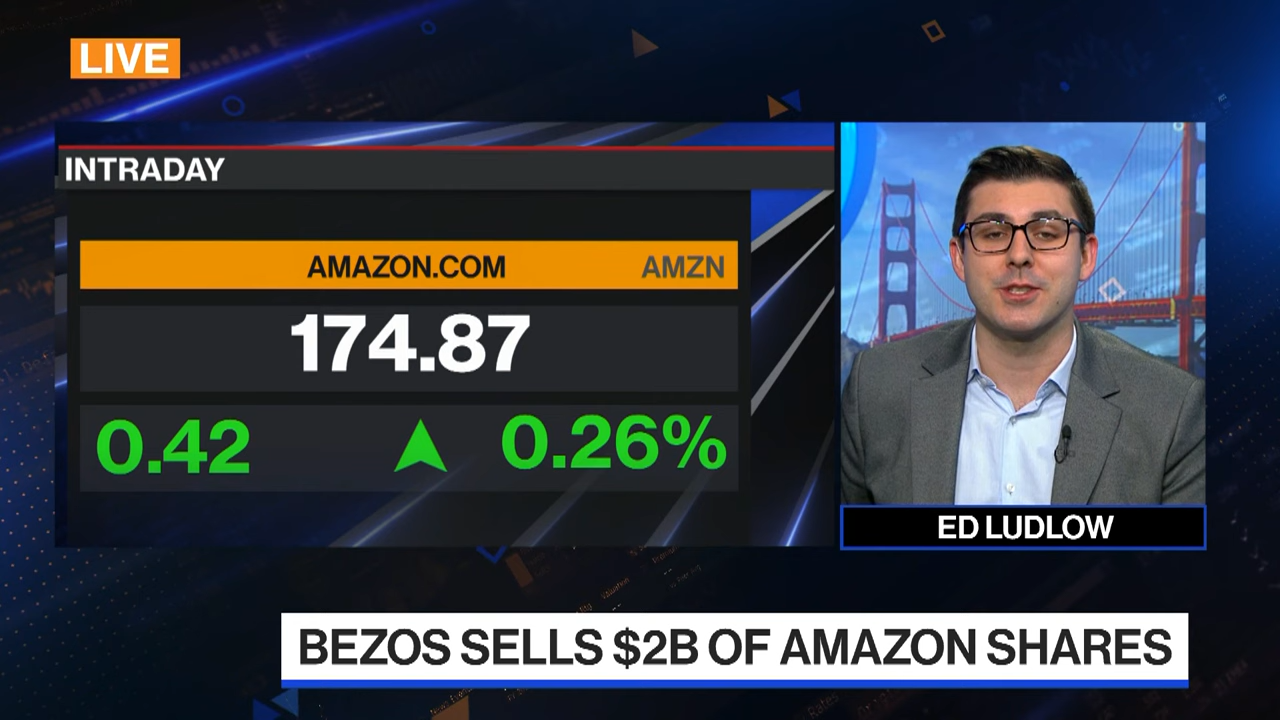 LIVE
INTRADAY
AMAZON.COM AMZN
174.87
0.42 ▲ 0.26%
ED LUDLOW
BEZOS SELLS $2B OF AMAZON SHARES